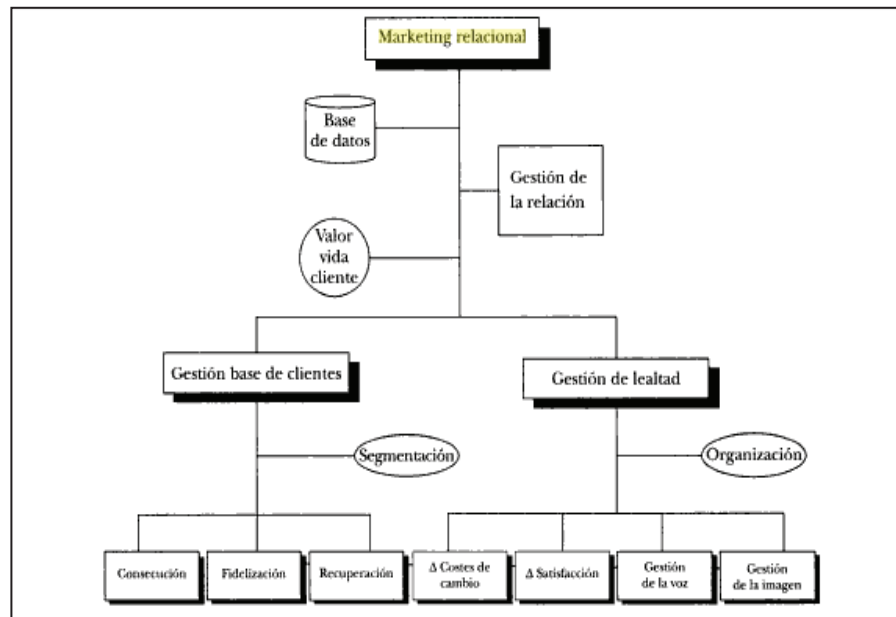 Marketing relacional
Base
de datos
Gestión de
la relación
Valor
vida
cliente
Gestión base de clientes
Gestión de lealtad
Segmentación
Organización
Consecución
Fidelización
Recuperación
Δ Costes de
cambio
Δ Satisfacción
Gestión
de la voz
Gestión
de la imagen